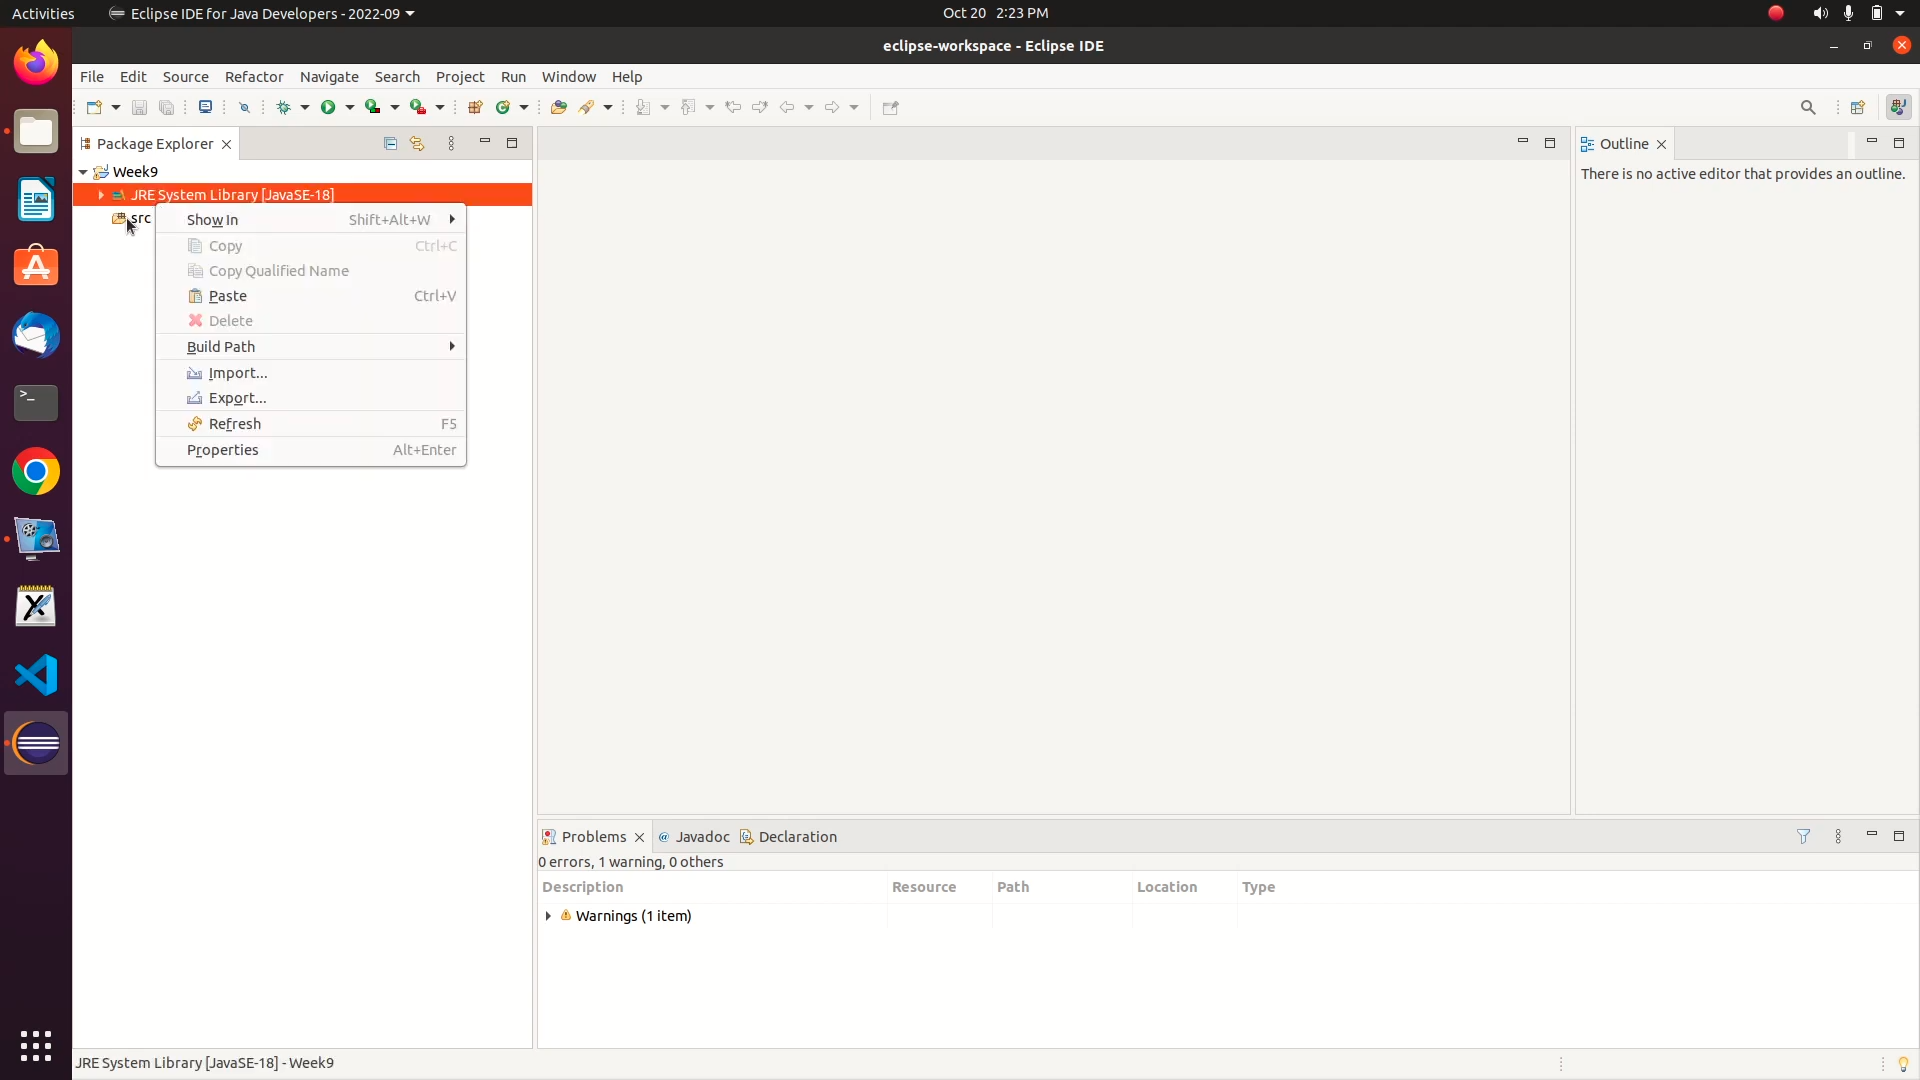 Activities Eclipse IDE for Java Developers - 2022-09 Oct 20 2:23 PM
eclipse-workspace - Eclipse IDE
File Edit Source Refactor Navigate Search Project Run Window Help
Package Explorer
Outline
Week9
There is no active editor that provides an outline.
JRE System Library [JavaSE-18]
src
Show In Shift+Alt+W
Copy Ctrl+C
Copy Qualified Name
Paste Ctrl+V
Delete
Build Path
Import...
Export...
Refresh F5
Properties Alt+Enter
Problems @ Javadoc Declaration
0 errors, 1 warning, 0 others
Description Resource Path Location Type
Warnings (1 item)
JRE System Library [JavaSE-18] - Week9